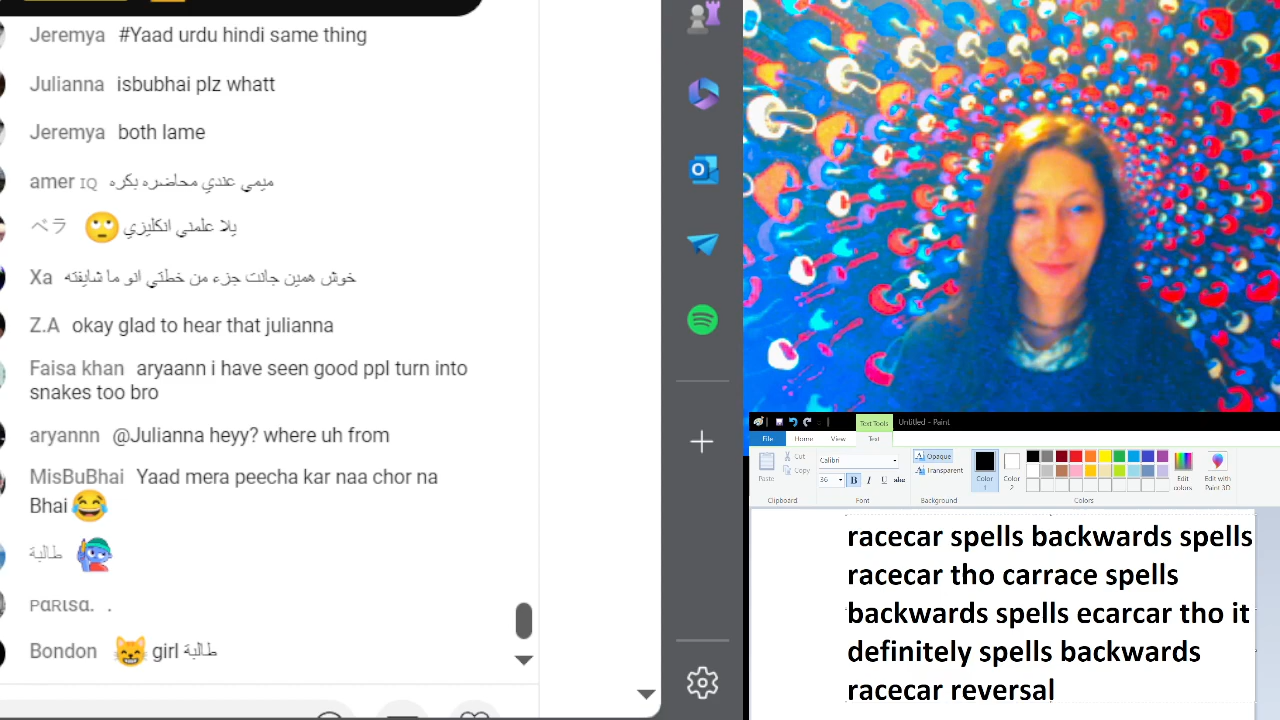 Jeremya #Yaad urdu hindi same thing
Julianna isbubhai plz whatt
Jeremya both lame
amer IQ ميمي عندي محاضره بكره
ベラ 🙄 يلا علمني انكليزي
Xa خوش همين جانت جزء من خطتي انو ما شايفته
Z.A okay glad to hear that julianna
Faisa khan aryaann i have seen good ppl turn into
snakes too bro
aryannn @Julianna heyy? where uh from
MisBuBhai Yaad mera peecha kar naa chor na
Bhai 😂
طالبة
ᴘαʀιsα. .
Bondon 😸 girl طالبة
Text Tools Untitled - Paint
File Home View Text
Paste Cut Copy
Clipboard
Calibri
36 B I U abc
Font
Opaque
Transparent
Background
Color 1
Color 2
Edit colors
Edit with Paint 3D
Colors
racecar spells backwards spells
racecar tho carrace spells
backwards spells ecarcar tho it
definitely spells backwards
racecar reversal